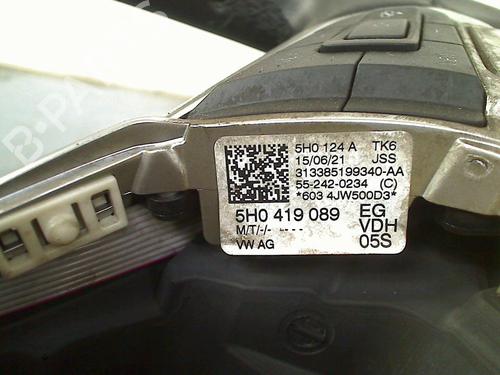 5H0 124 A TK6
15/06/21 JSS
313385199340-AA
55-242-0234 (C)
*603 4JW500D3*
5H0 419 089 EG
M/T/-/- -- - - VDH
VW AG 05S
B-PARTS